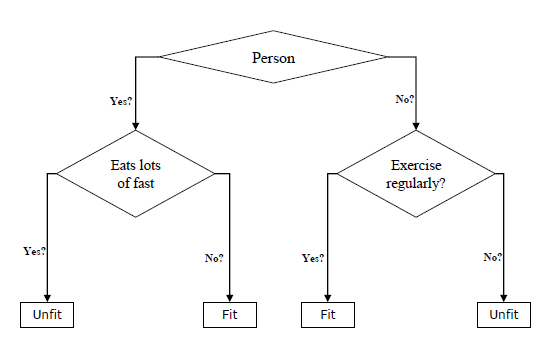 Person
Yes?
No?
Eats lots
of fast
Exercise
regularly?
Yes?
No?
Yes?
No?
Unfit
Fit
Fit
Unfit